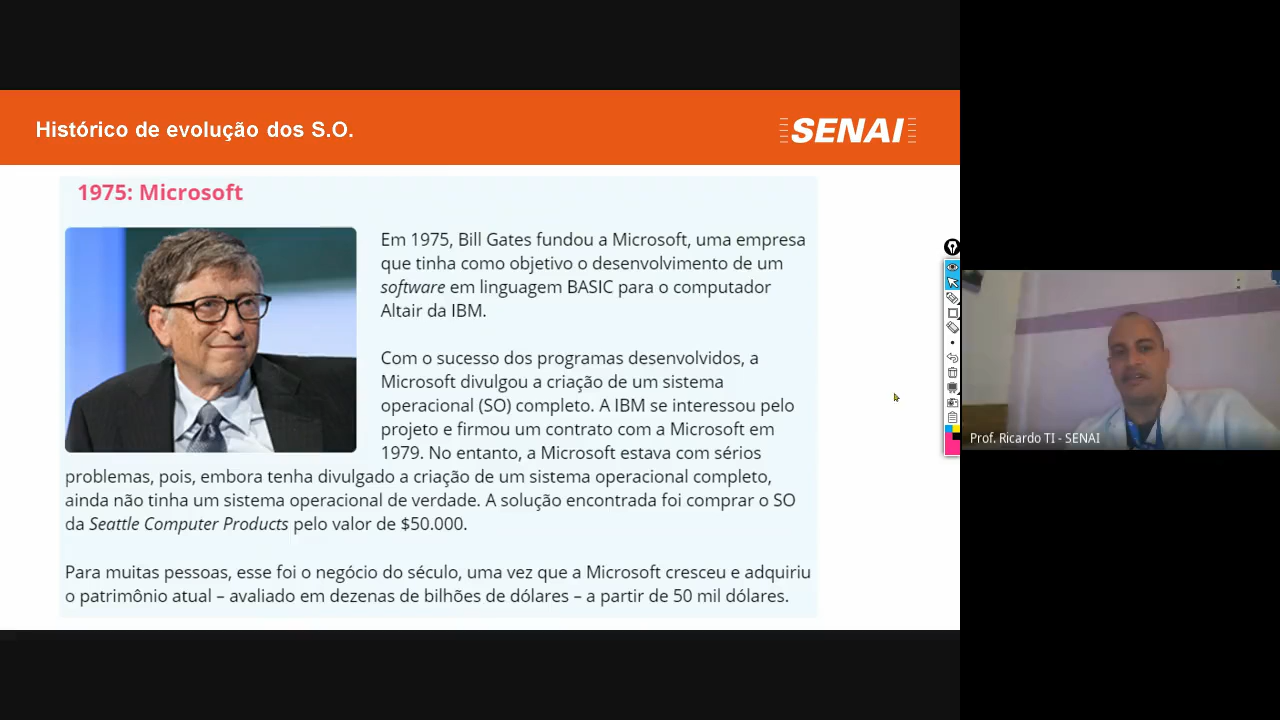 Histórico de evolução dos S.O.
SENAI
1975: Microsoft
Em 1975, Bill Gates fundou a Microsoft, uma empresa
que tinha como objetivo o desenvolvimento de um
software em linguagem BASIC para o computador
Altair da IBM.
Com o sucesso dos programas desenvolvidos, a
Microsoft divulgou a criação de um sistema
operacional (SO) completo. A IBM se interessou pelo
projeto e firmou um contrato com a Microsoft em
1979. No entanto, a Microsoft estava com sérios
problemas, pois, embora tenha divulgado a criação de um sistema operacional completo,
ainda não tinha um sistema operacional de verdade. A solução encontrada foi comprar o SO
da Seattle Computer Products pelo valor de $50.000.
Para muitas pessoas, esse foi o negócio do século, uma vez que a Microsoft cresceu e adquiriu
o patrimônio atual – avaliado em dezenas de bilhões de dólares – a partir de 50 mil dólares.
Prof. Ricardo TI - SENAI